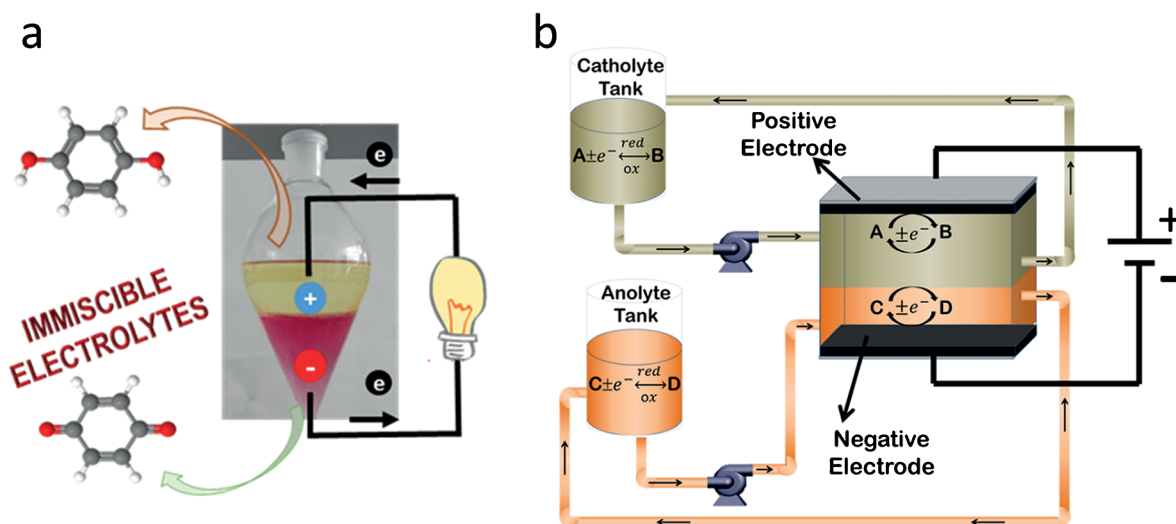 a
e
+
-
e
IMMISCIBLE
ELECTROLYTES
b
Catholyte
Tank
red
A±e⁻⟷B
ox
Positive
Electrode
A ±e⁻ B
C ±e⁻ D
+
-
Anolyte
Tank
red
C±e⁻⟷D
ox
Negative
Electrode